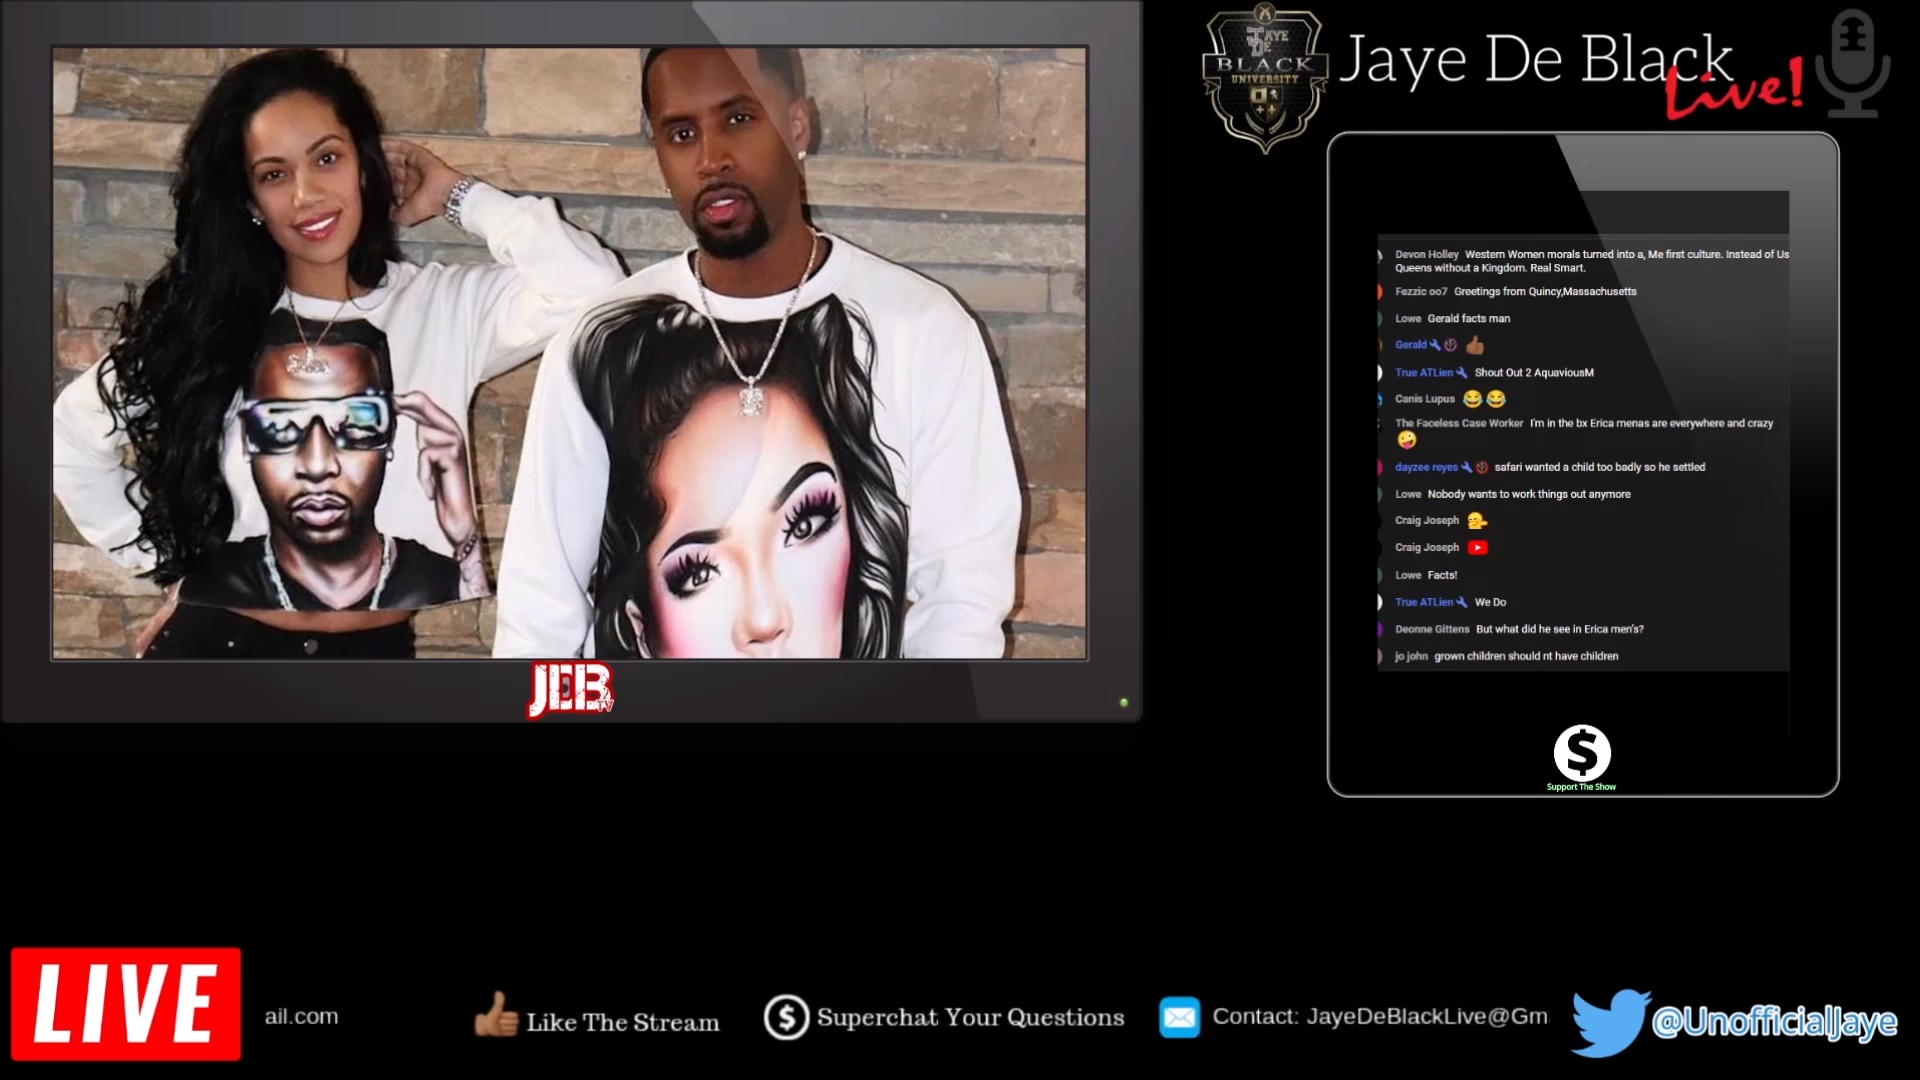 JAYE
DE
BLACK
UNIVERSITY
Jaye De Black
Live!
Devon Holley Western Women morals turned into a, Me first culture. Instead of Us
Queens without a Kingdom. Real Smart.
Fezzic oo7 Greetings from Quincy,Massachusetts
Lowe Gerald facts man
Gerald
True ATLien Shout Out 2 AquaviousM
Canis Lupus
The Faceless Case Worker I'm in the bx Erica menas are everywhere and crazy
dayzee reyes safari wanted a child too badly so he settled
Lowe Nobody wants to work things out anymore
Craig Joseph
Craig Joseph
Lowe Facts!
True ATLien We Do
Deonne Gittens But what did he see in Erica men's?
jo john grown children should nt have children
$
Support The Show
JEB
TV
LIVE
ail.com
Like The Stream
$ Superchat Your Questions
Contact: JayeDeBlackLive@Gm
@UnofficialJaye